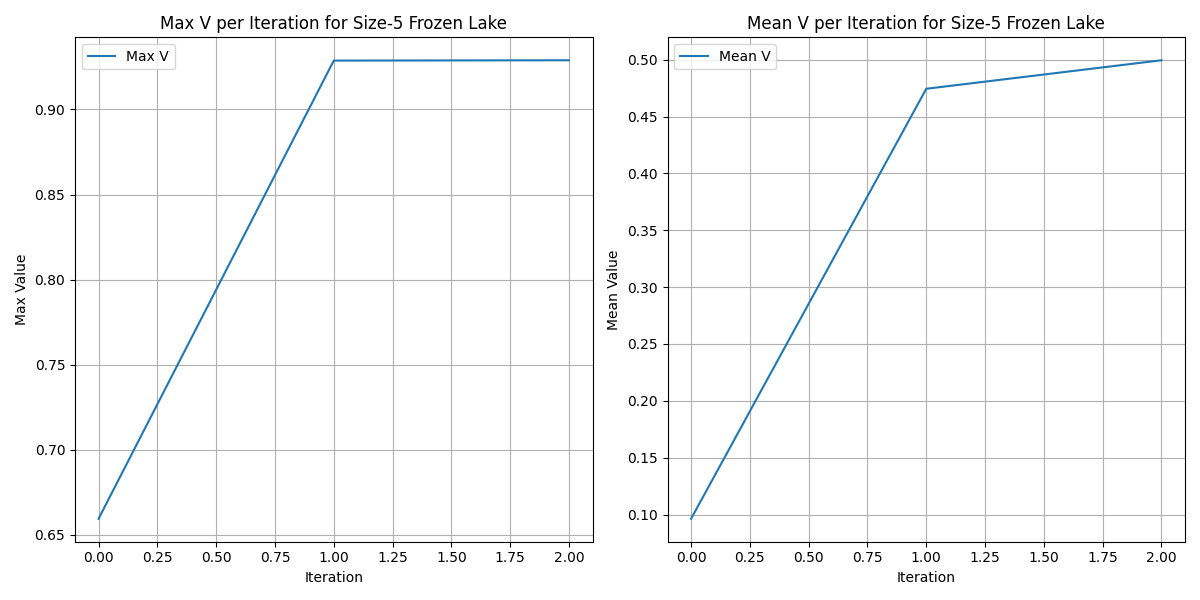 Max V per Iteration for Size-5 Frozen Lake
Max V
0.90
0.85
0.80
0.75
0.70
0.65
Max Value
0.00 0.25 0.50 0.75 1.00 1.25 1.50 1.75 2.00
Iteration
Mean V per Iteration for Size-5 Frozen Lake
Mean V
0.50
0.45
0.40
0.35
0.30
0.25
0.20
0.15
0.10
Mean Value
0.00 0.25 0.50 0.75 1.00 1.25 1.50 1.75 2.00
Iteration